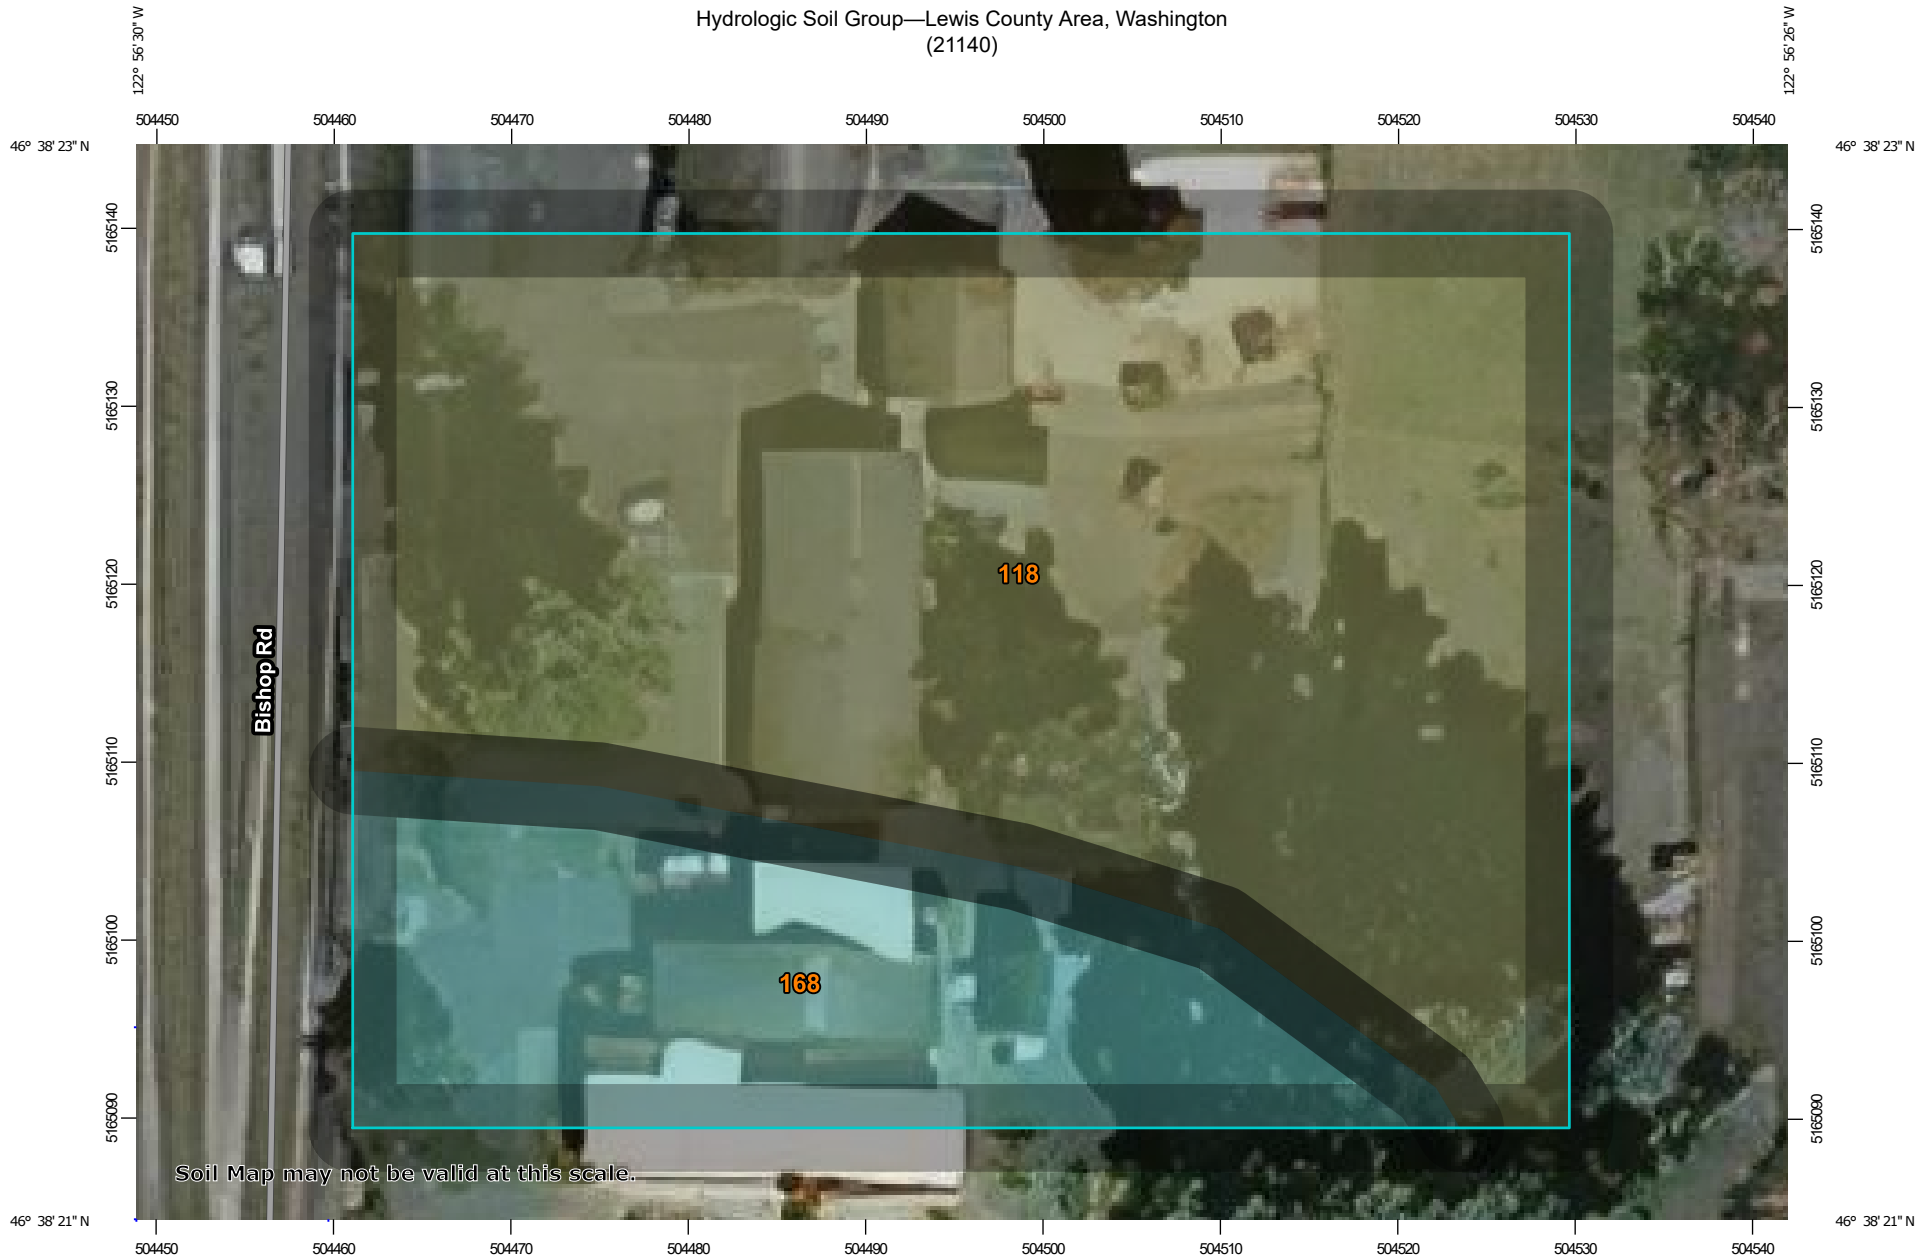 Hydrologic Soil Group—Lewis County Area, Washington
(21140)
122° 56' 30" W
122° 56' 26" W
504450 504460 504470 504480 504490 504500 504510 504520 504530 504540
46° 38' 23" N
46° 38' 23" N
5165140
5165140
5165130
5165130
118
5165120
5165120
Bishop Rd
5165110
5165110
5165100
5165100
168
5165090
5165090
Soil Map may not be valid at this scale.
46° 38' 21" N
46° 38' 21" N
504450 504460 504470 504480 504490 504500 504510 504520 504530 504540